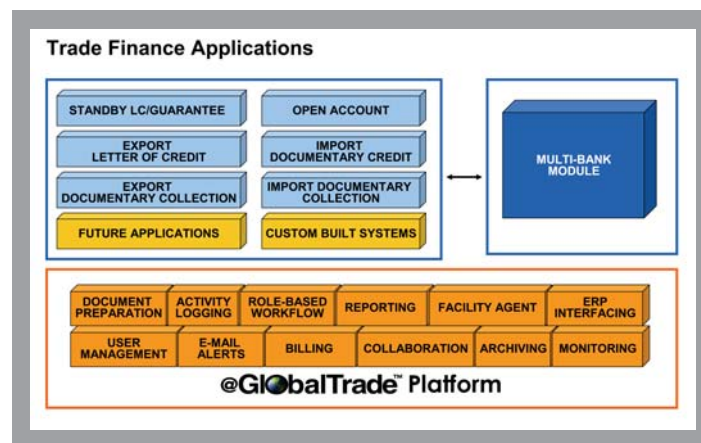 Trade Finance Applications
STANDBY LC/GUARANTEE
OPEN ACCOUNT
EXPORT
LETTER OF CREDIT
IMPORT
DOCUMENTARY CREDIT
EXPORT
DOCUMENTARY COLLECTION
IMPORT DOCUMENTARY
COLLECTION
FUTURE APPLICATIONS
CUSTOM BUILT SYSTEMS
MULTI-BANK
MODULE
DOCUMENT
PREPARATION
ACTIVITY
LOGGING
ROLE-BASED
WORKFLOW
REPORTING
FACILITY AGENT
ERP
INTERFACING
USER
MANAGEMENT
E-MAIL
ALERTS
BILLING
COLLABORATION
ARCHIVING
MONITORING
@GlobalTrade™ Platform